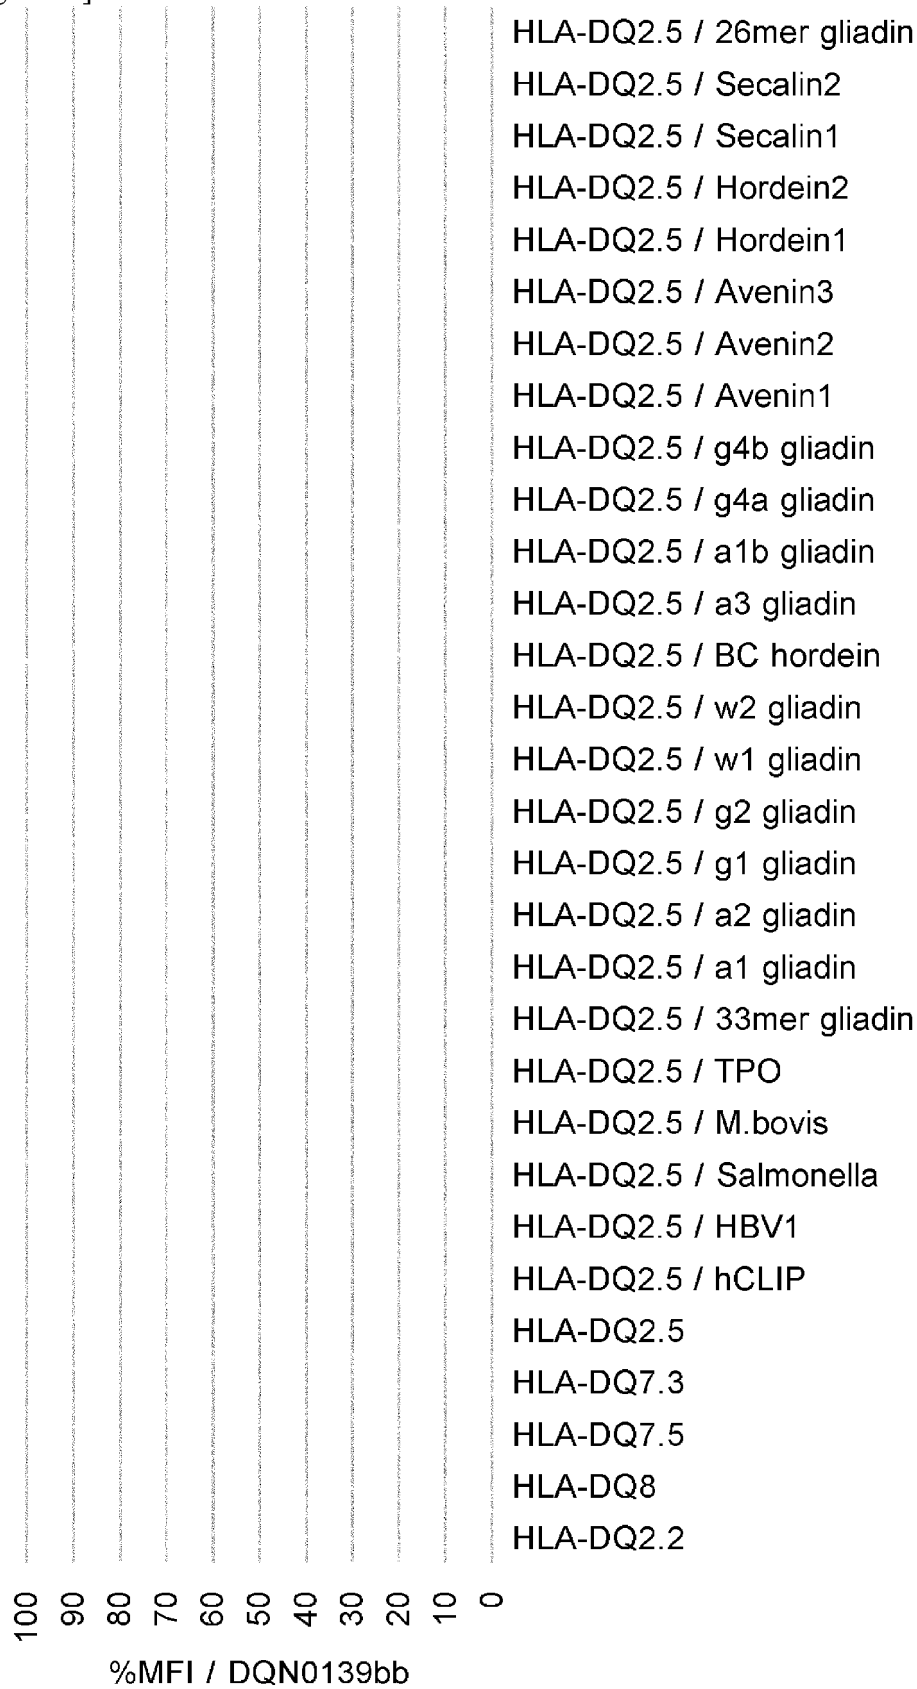 HLA-DQ2.5 / 26mer gliadin
HLA-DQ2.5 / Secalin2
HLA-DQ2.5 / Secalin1
HLA-DQ2.5 / Hordein2
HLA-DQ2.5 / Hordein1
HLA-DQ2.5 / Avenin3
HLA-DQ2.5 / Avenin2
HLA-DQ2.5 / Avenin1
HLA-DQ2.5 / g4b gliadin
HLA-DQ2.5 / g4a gliadin
HLA-DQ2.5 / a1b gliadin
HLA-DQ2.5 / a3 gliadin
HLA-DQ2.5 / BC hordein
HLA-DQ2.5 / w2 gliadin
HLA-DQ2.5 / w1 gliadin
HLA-DQ2.5 / g2 gliadin
HLA-DQ2.5 / g1 gliadin
HLA-DQ2.5 / a2 gliadin
HLA-DQ2.5 / a1 gliadin
HLA-DQ2.5 / 33mer gliadin
HLA-DQ2.5 / TPO
HLA-DQ2.5 / M.bovis
HLA-DQ2.5 / Salmonella
HLA-DQ2.5 / HBV1
HLA-DQ2.5 / hCLIP
HLA-DQ2.5
HLA-DQ7.3
HLA-DQ7.5
HLA-DQ8
HLA-DQ2.2
100 90 80 70 60 50 40 30 20 10 0
%MFI / DQN0139bb